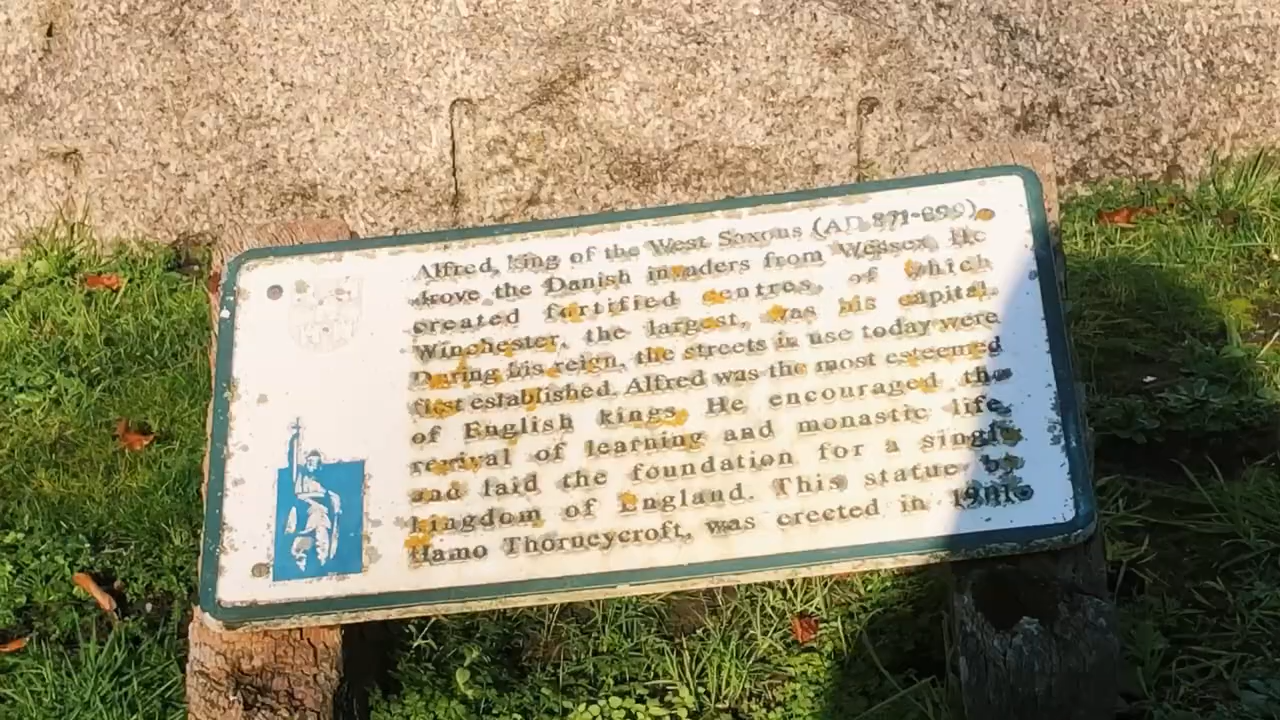 Alfred, king of the West Saxons (AD 871-899),
drove the Danish invaders from Wessex. He
created fortified centres, of which
Winchester, the largest, was his capital.
During his reign, the streets in use today were
first established. Alfred was the most esteemed
of English kings. He encouraged the
revival of learning and monastic life,
and laid the foundation for a single
kingdom of England. This statue by
Hamo Thorneycroft, was erected in 1901.